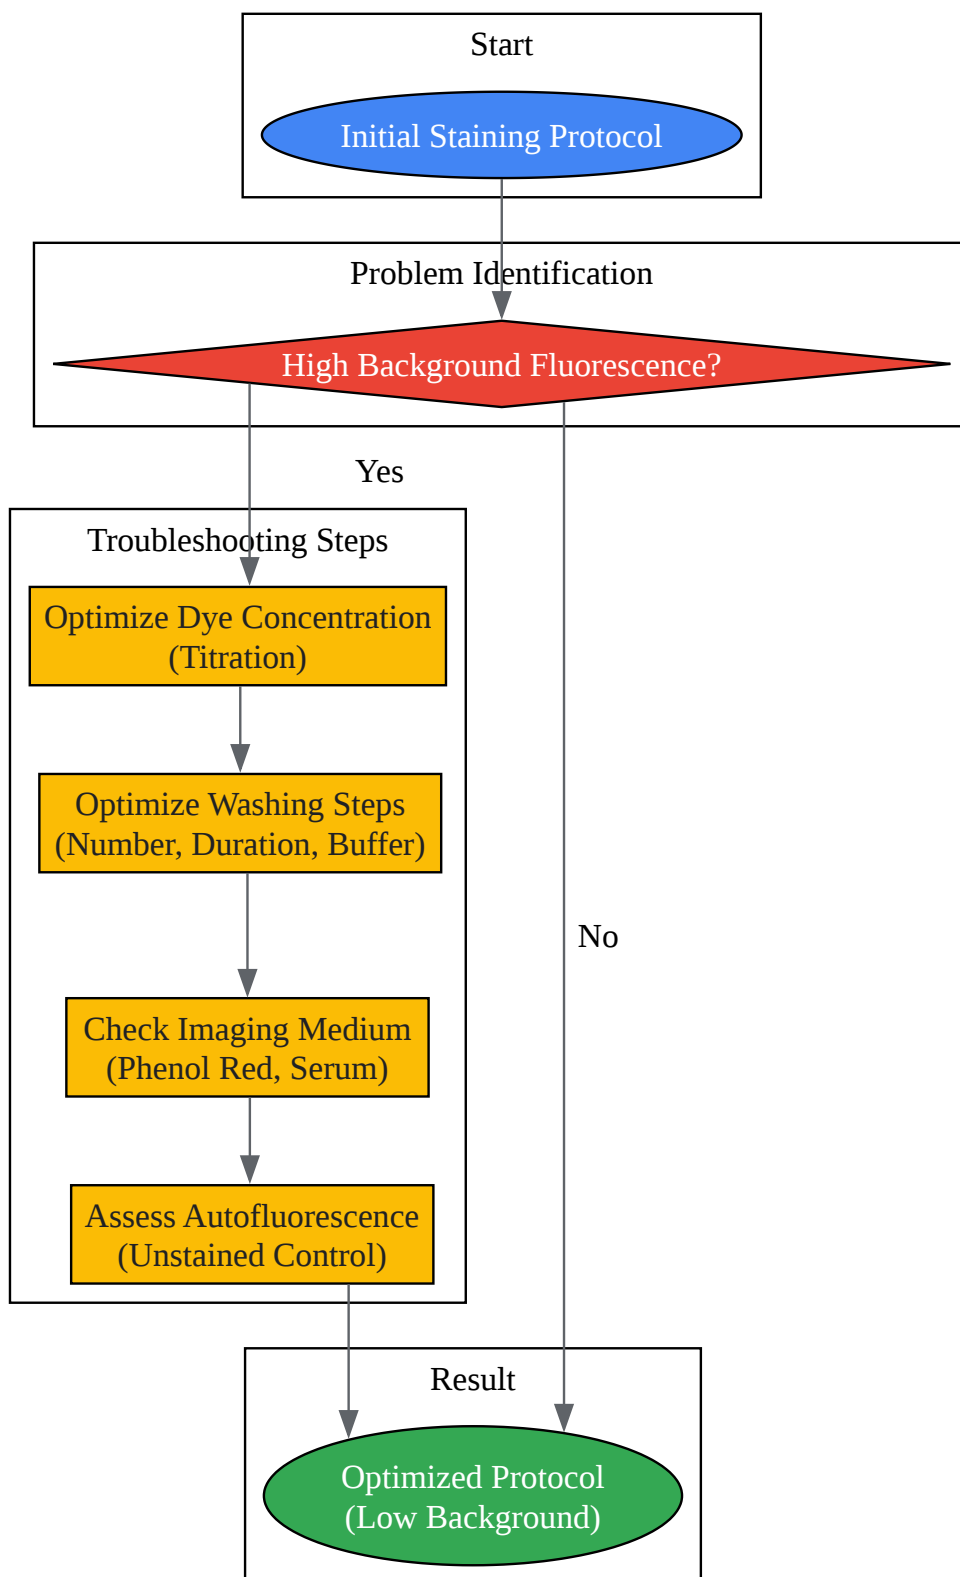 Start
Initial Staining Protocol
Problem Identification
High Background Fluorescence?
Yes
Troubleshooting Steps
Optimize Dye Concentration
(Titration)
Optimize Washing Steps
(Number, Duration, Buffer)
No
Check Imaging Medium
(Phenol Red, Serum)
Assess Autofluorescence
(Unstained Control)
Result
Optimized Protocol
(Low Background)